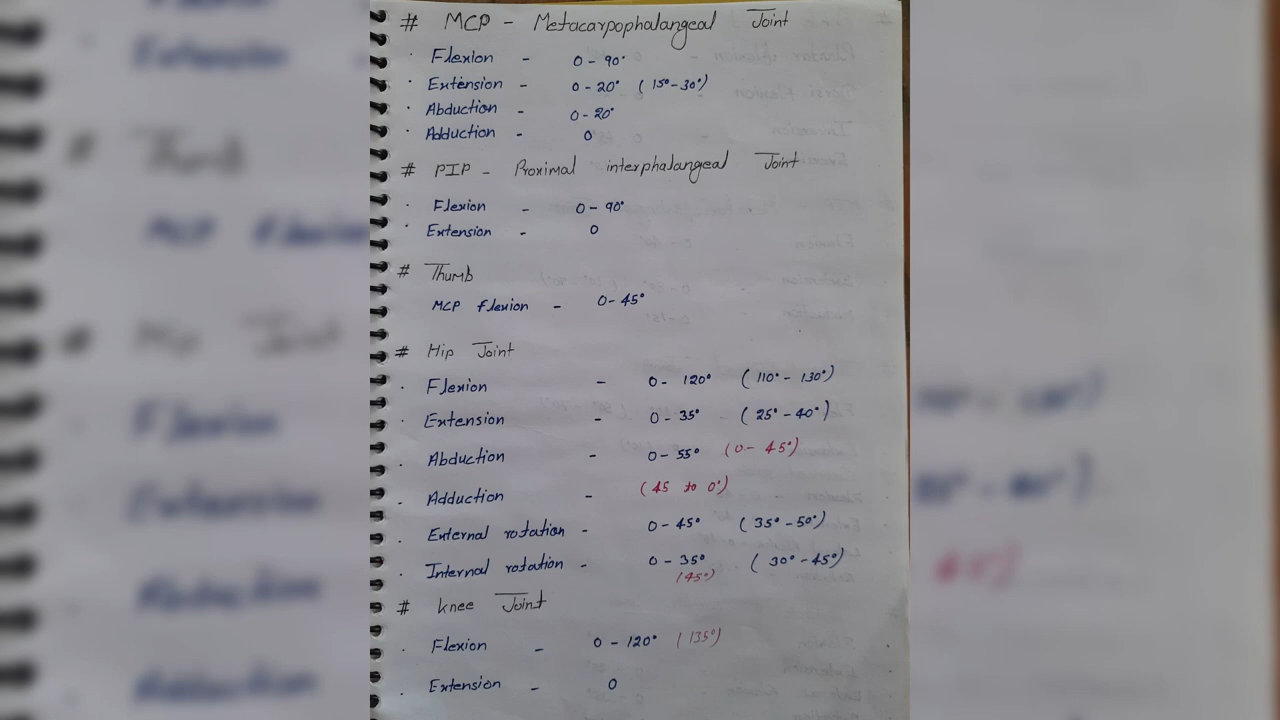 # MCP - Metacarpophalangeal Joint
· Flexion - 0-90°
· Extension - 0-20° (15°-30°)
· Abduction - 0-20°
· Adduction - 0
# PIP - Proximal interphalangeal Joint
· Flexion - 0-90°
· Extension - 0
# Thumb
MCP flexion - 0-45°
# Hip Joint
· Flexion - 0-120° (110°-130°)
· Extension - 0-35° (25°-40°)
· Abduction - 0-55° (0-45°)
· Adduction - (45 to 0°)
· External rotation - 0-45° (35°-50°)
· Internal rotation - 0-35° (30°-45°)
(45°)
# knee Joint
· Flexion - 0-120° (135°)
· Extension - 0